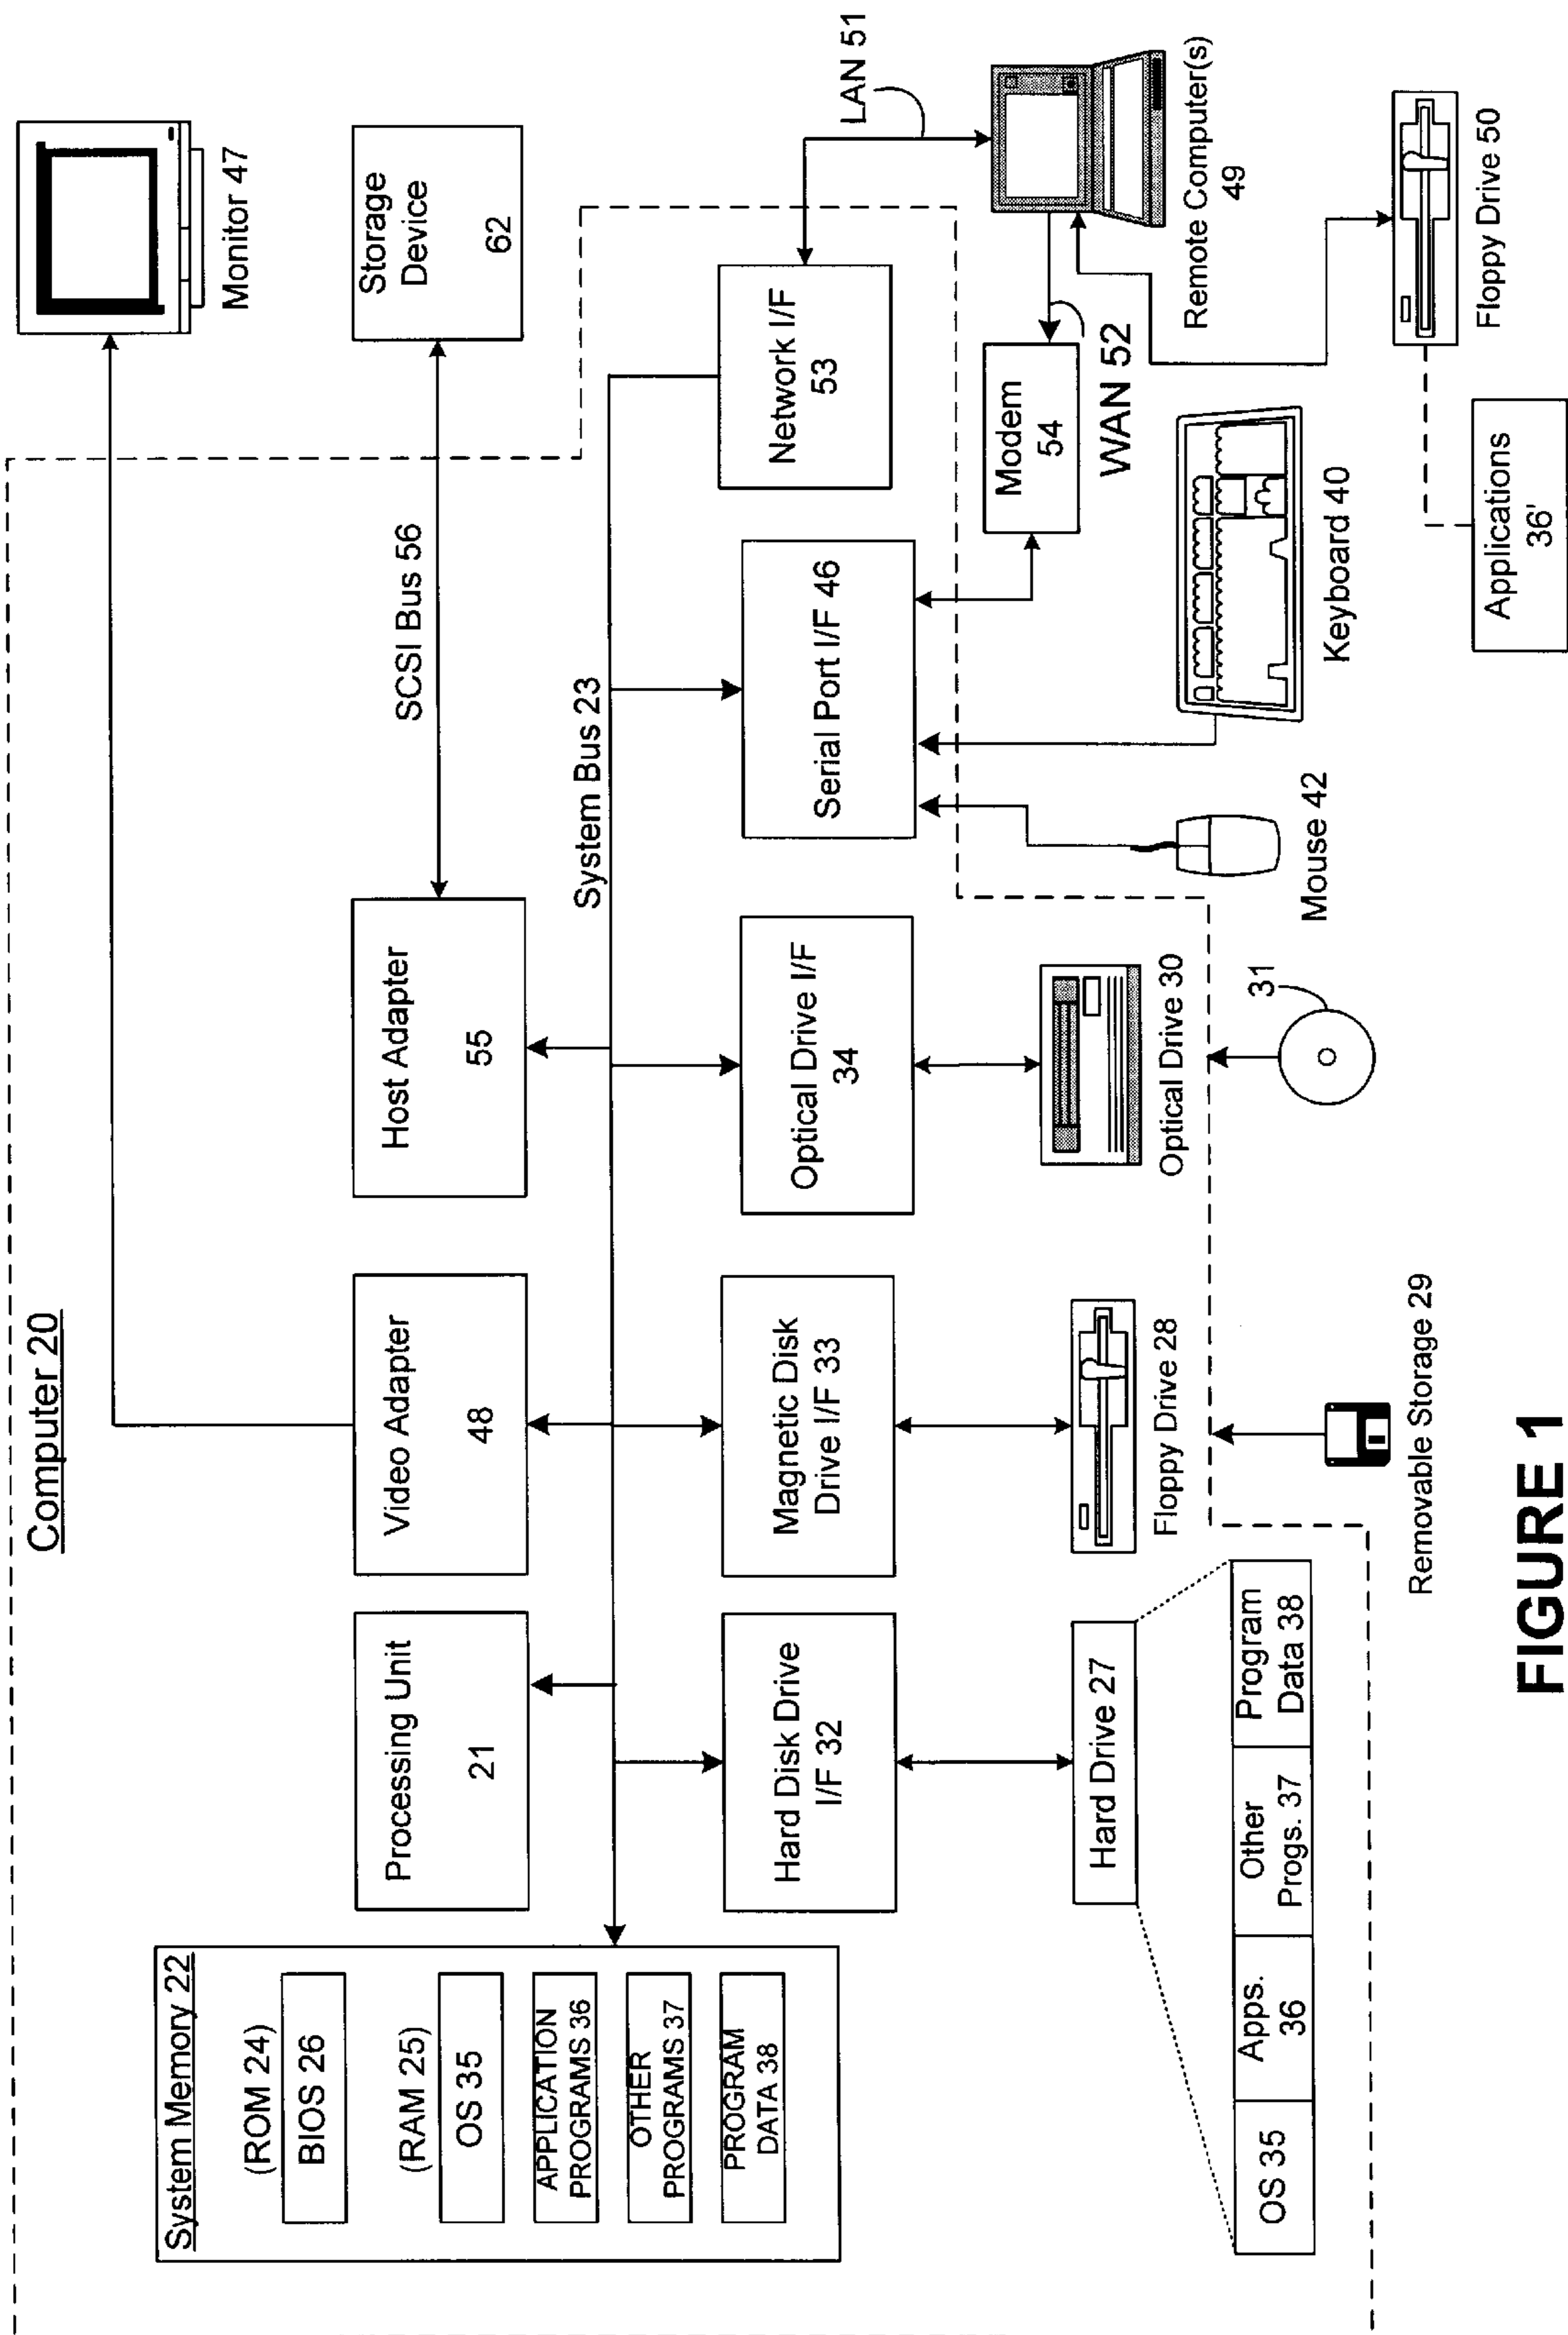 Computer 20
System Memory 22
(ROM 24)
BIOS 26
(RAM 25)
OS 35
APPLICATION
PROGRAMS 36
OTHER
PROGRAMS 37
PROGRAM
DATA 38
Processing Unit
21
Video Adapter
48
Host Adapter
55
SCSI Bus 56
Storage
Device
62
Monitor 47
System Bus 23
Hard Disk Drive
I/F 32
Magnetic Disk
Drive I/F 33
Optical Drive I/F
34
Serial Port I/F 46
Network I/F
53
LAN 51
Hard Drive 27
Floppy Drive 28
Optical Drive 30
Modem
54
WAN 52
Remote Computer(s)
49
OS 35
Apps.
36
Other
Progs. 37
Program
Data 38
Removable Storage 29
31
Mouse 42
Keyboard 40
Floppy Drive 50
Applications
36'
FIGURE 1